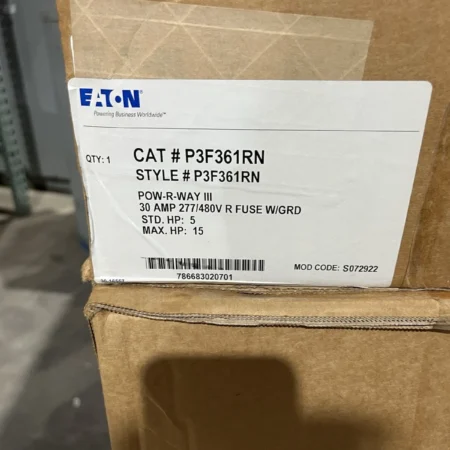 EATON
Powering Business Worldwide™
QTY: 1 CAT # P3F361RN
STYLE # P3F361RN
POW-R-WAY III
30 AMP 277/480V R FUSE W/GRD
STD. HP: 5
MAX. HP: 15
786683020701
MOD CODE: S072922